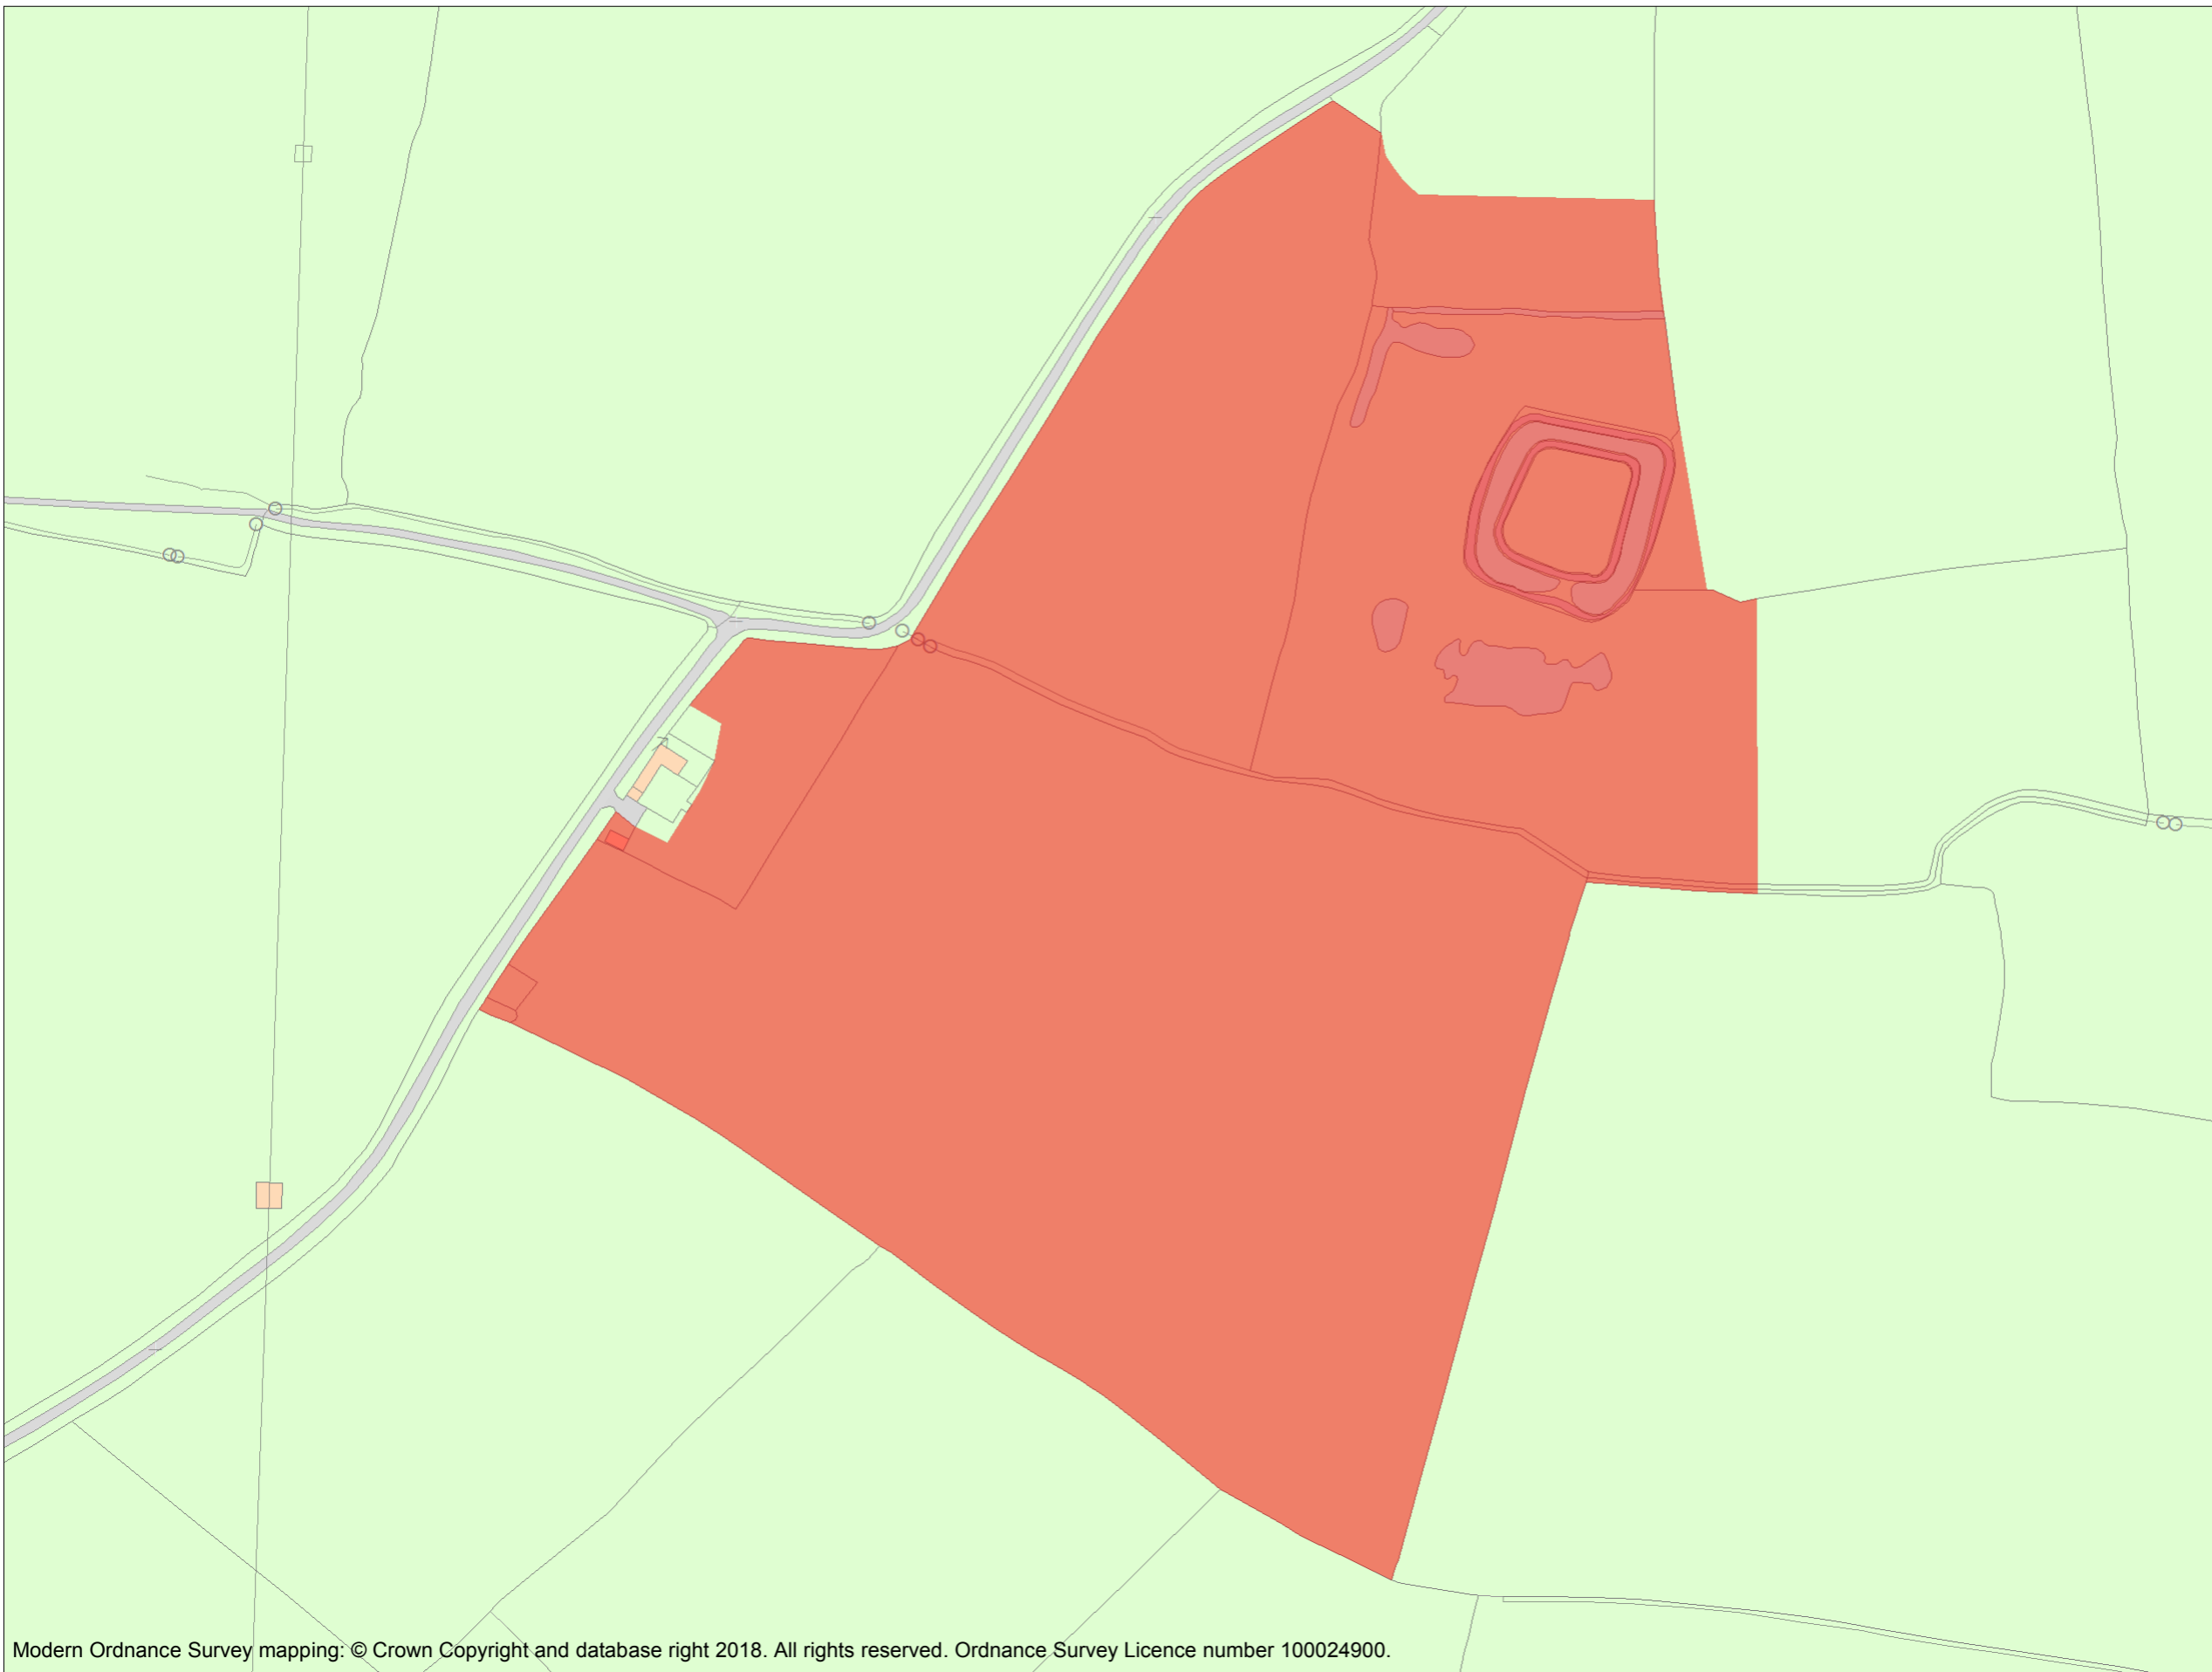 Modern Ordnance Survey mapping: © Crown Copyright and database right 2018. All rights reserved. Ordnance Survey Licence number 100024900.